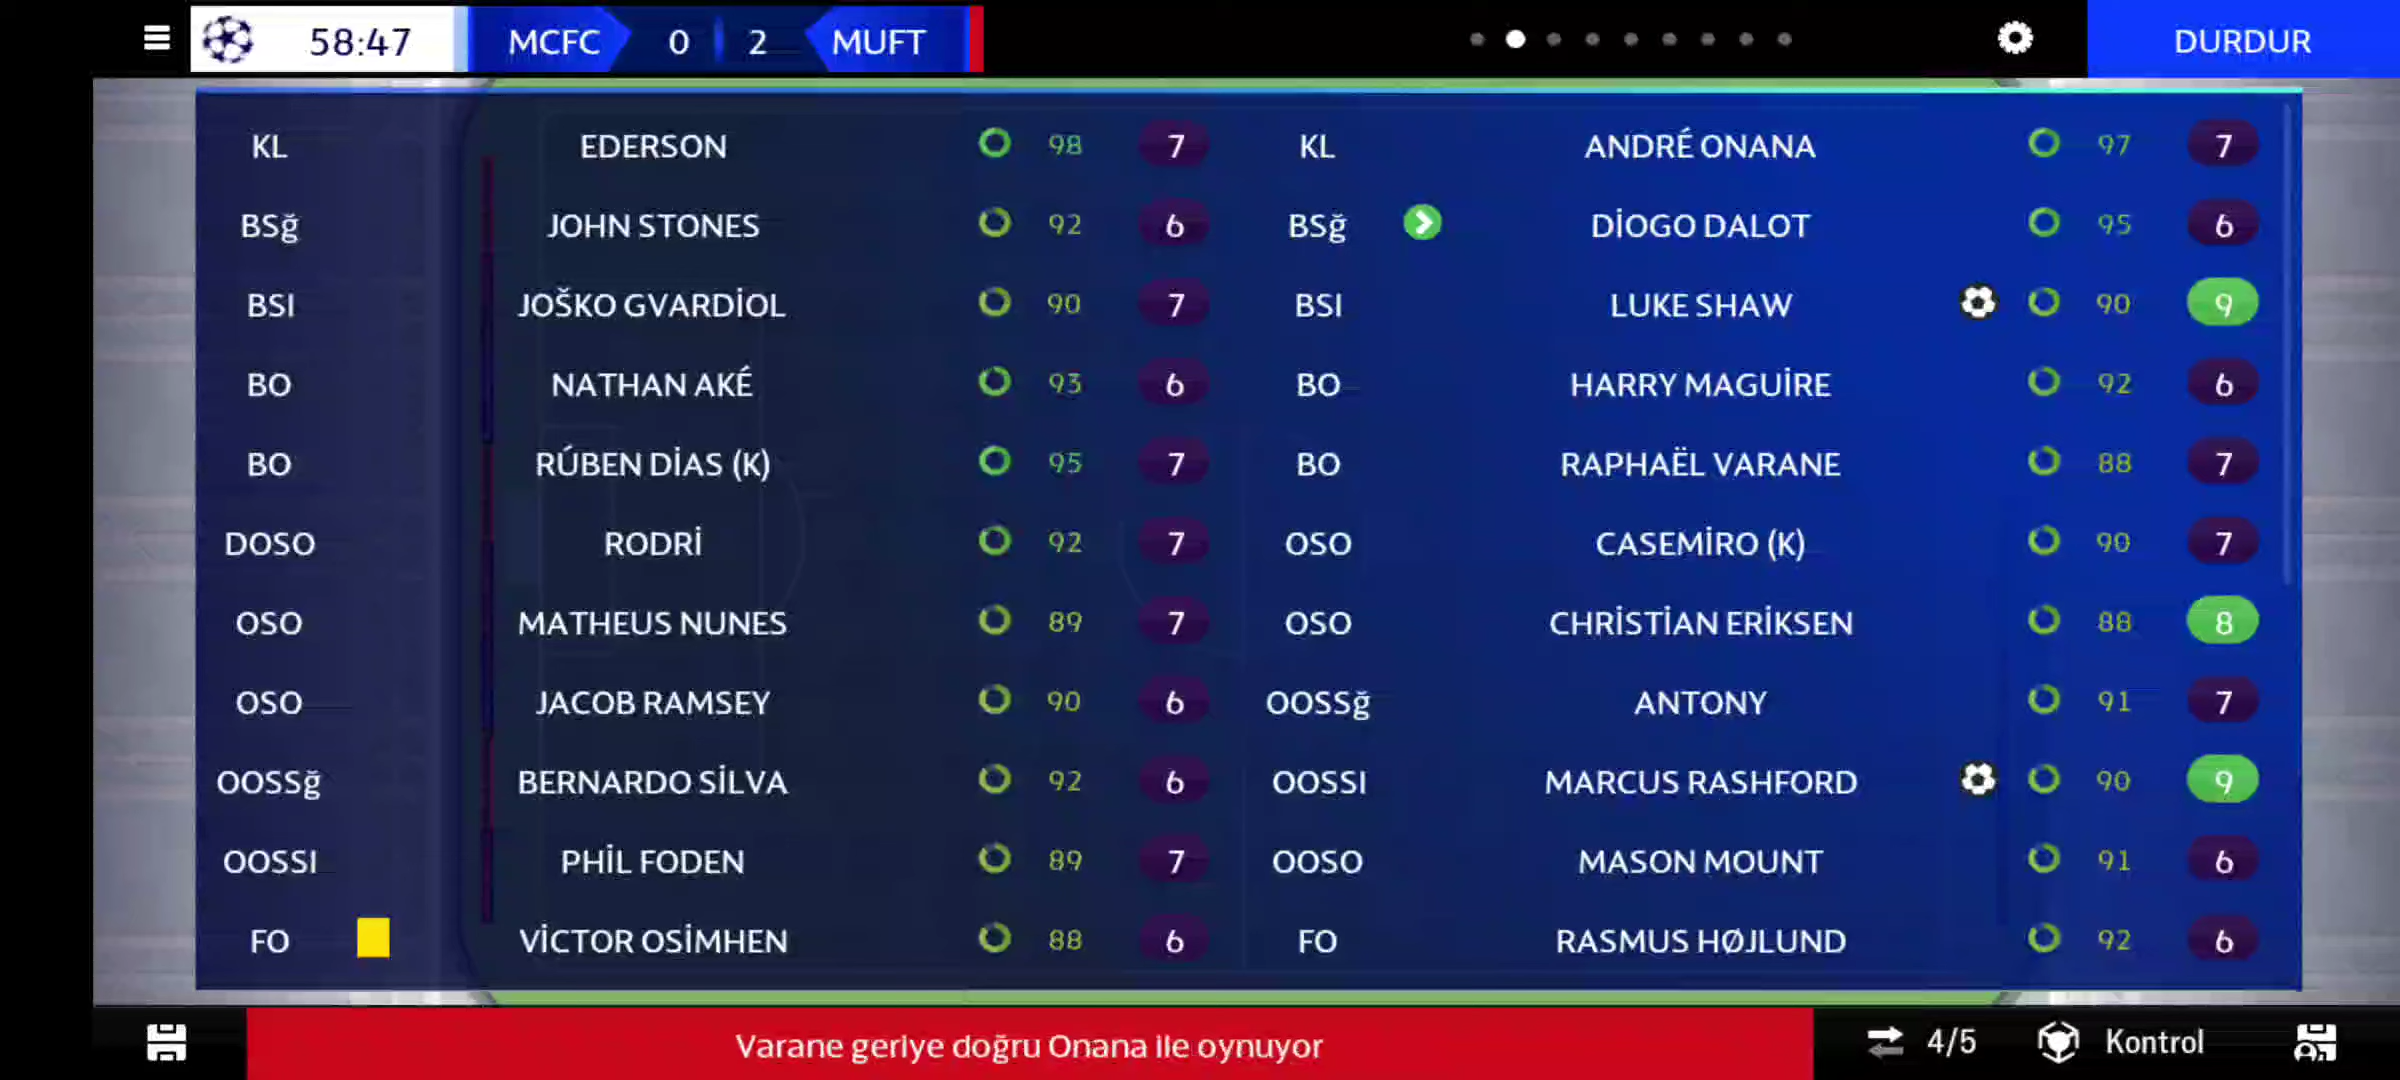 58:47 MCFC 0 2 MUFT DURDUR
KL EDERSON 98 7 KL ANDRÉ ONANA 97 7
BSğ JOHN STONES 92 6 BSğ DİOGO DALOT 95 6
BSI JOŠKO GVARDİOL 90 7 BSI LUKE SHAW 90 9
BO NATHAN AKÉ 93 6 BO HARRY MAGUİRE 92 6
BO RÚBEN DİAS (K) 95 7 BO RAPHAËL VARANE 88 7
DOSO RODRİ 92 7 OSO CASEMİRO (K) 90 7
OSO MATHEUS NUNES 89 7 OSO CHRİSTİAN ERİKSEN 88 8
OSO JACOB RAMSEY 90 6 OOSSğ ANTONY 91 7
OOSSğ BERNARDO SİLVA 92 6 OOSSI MARCUS RASHFORD 90 9
OOSSI PHİL FODEN 89 7 OOSO MASON MOUNT 91 6
FO VİCTOR OSİMHEN 88 6 FO RASMUS HØJLUND 92 6
Varane geriye doğru Onana ile oynuyor 4/5 Kontrol